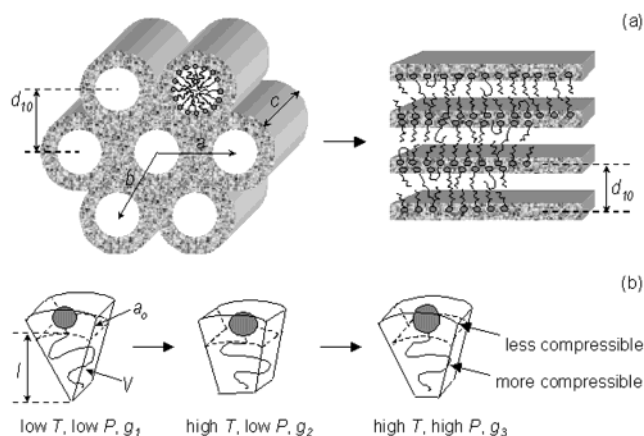 (a)
d10
c
a
b
d10
(b)
ao
l
V
less compressible
more compressible
low T, low P, g1
high T, low P, g2
high T, high P, g3